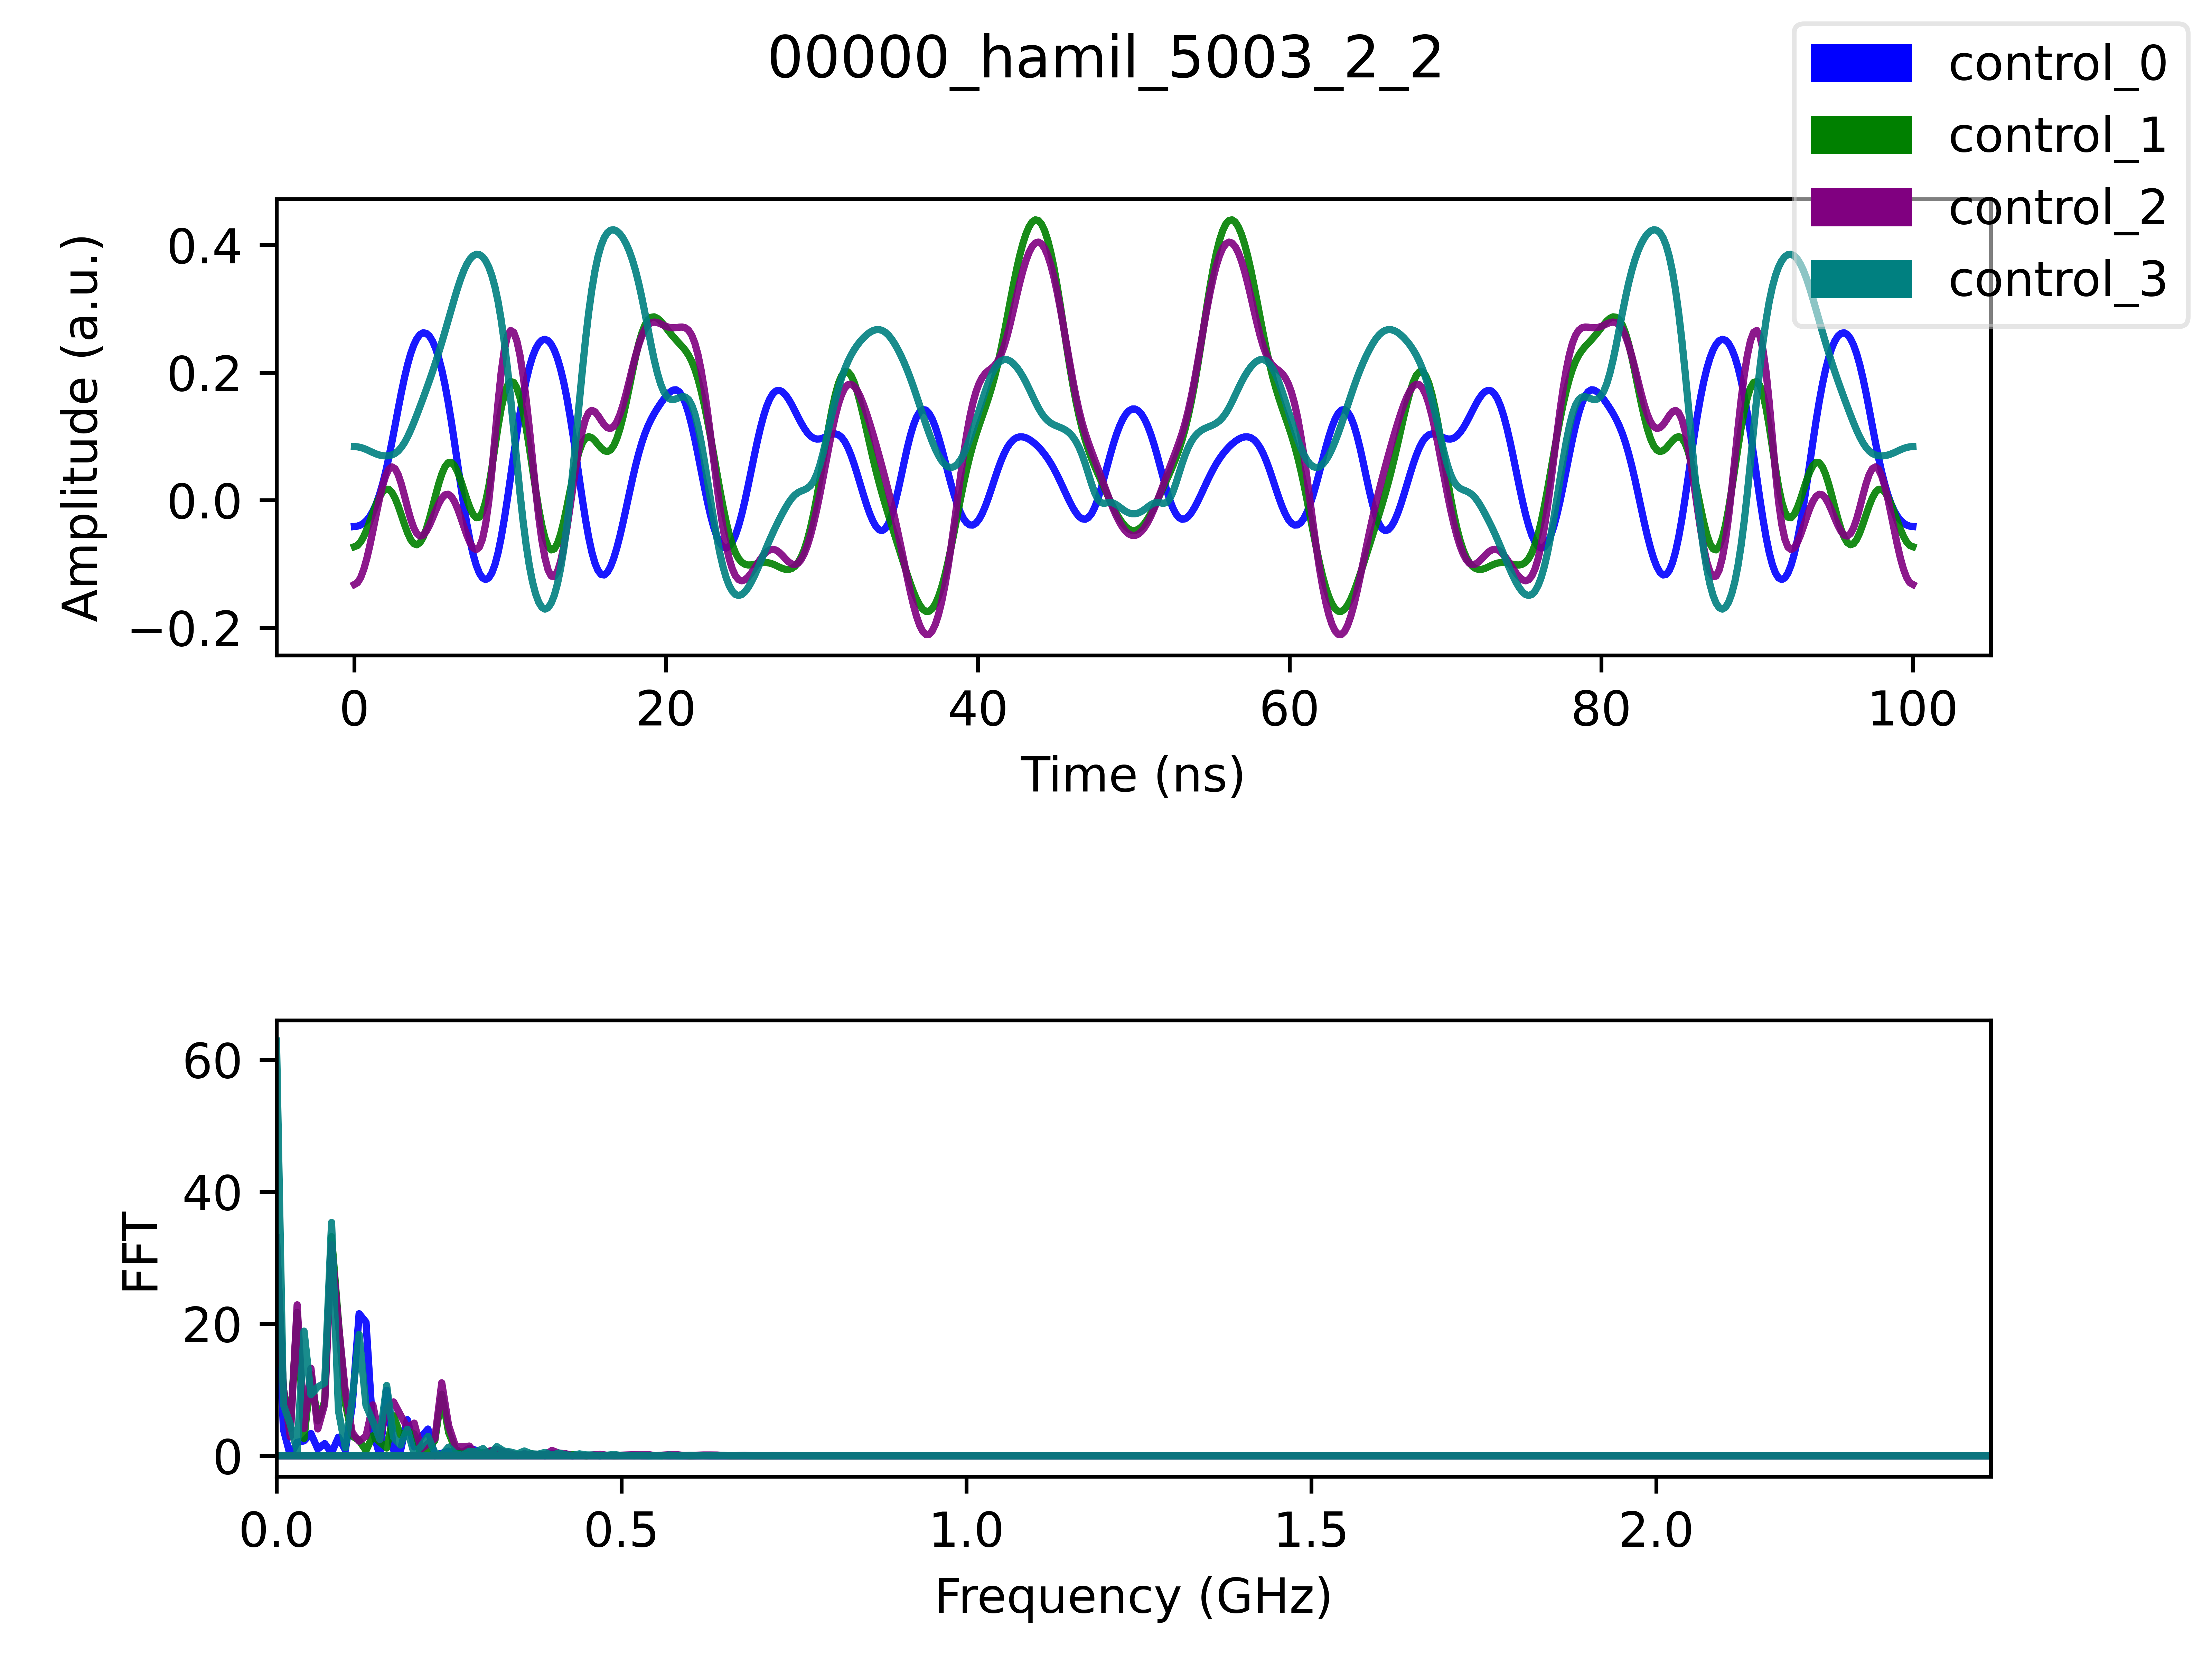 00000_hamil_5003_2_2
control_0
control_1
control_2
control_3
Amplitude (a.u.)
0.4
0.2
0.0
−0.2
0 20 40 60 80 100
Time (ns)
FFT
60
40
20
0
0.0 0.5 1.0 1.5 2.0
Frequency (GHz)